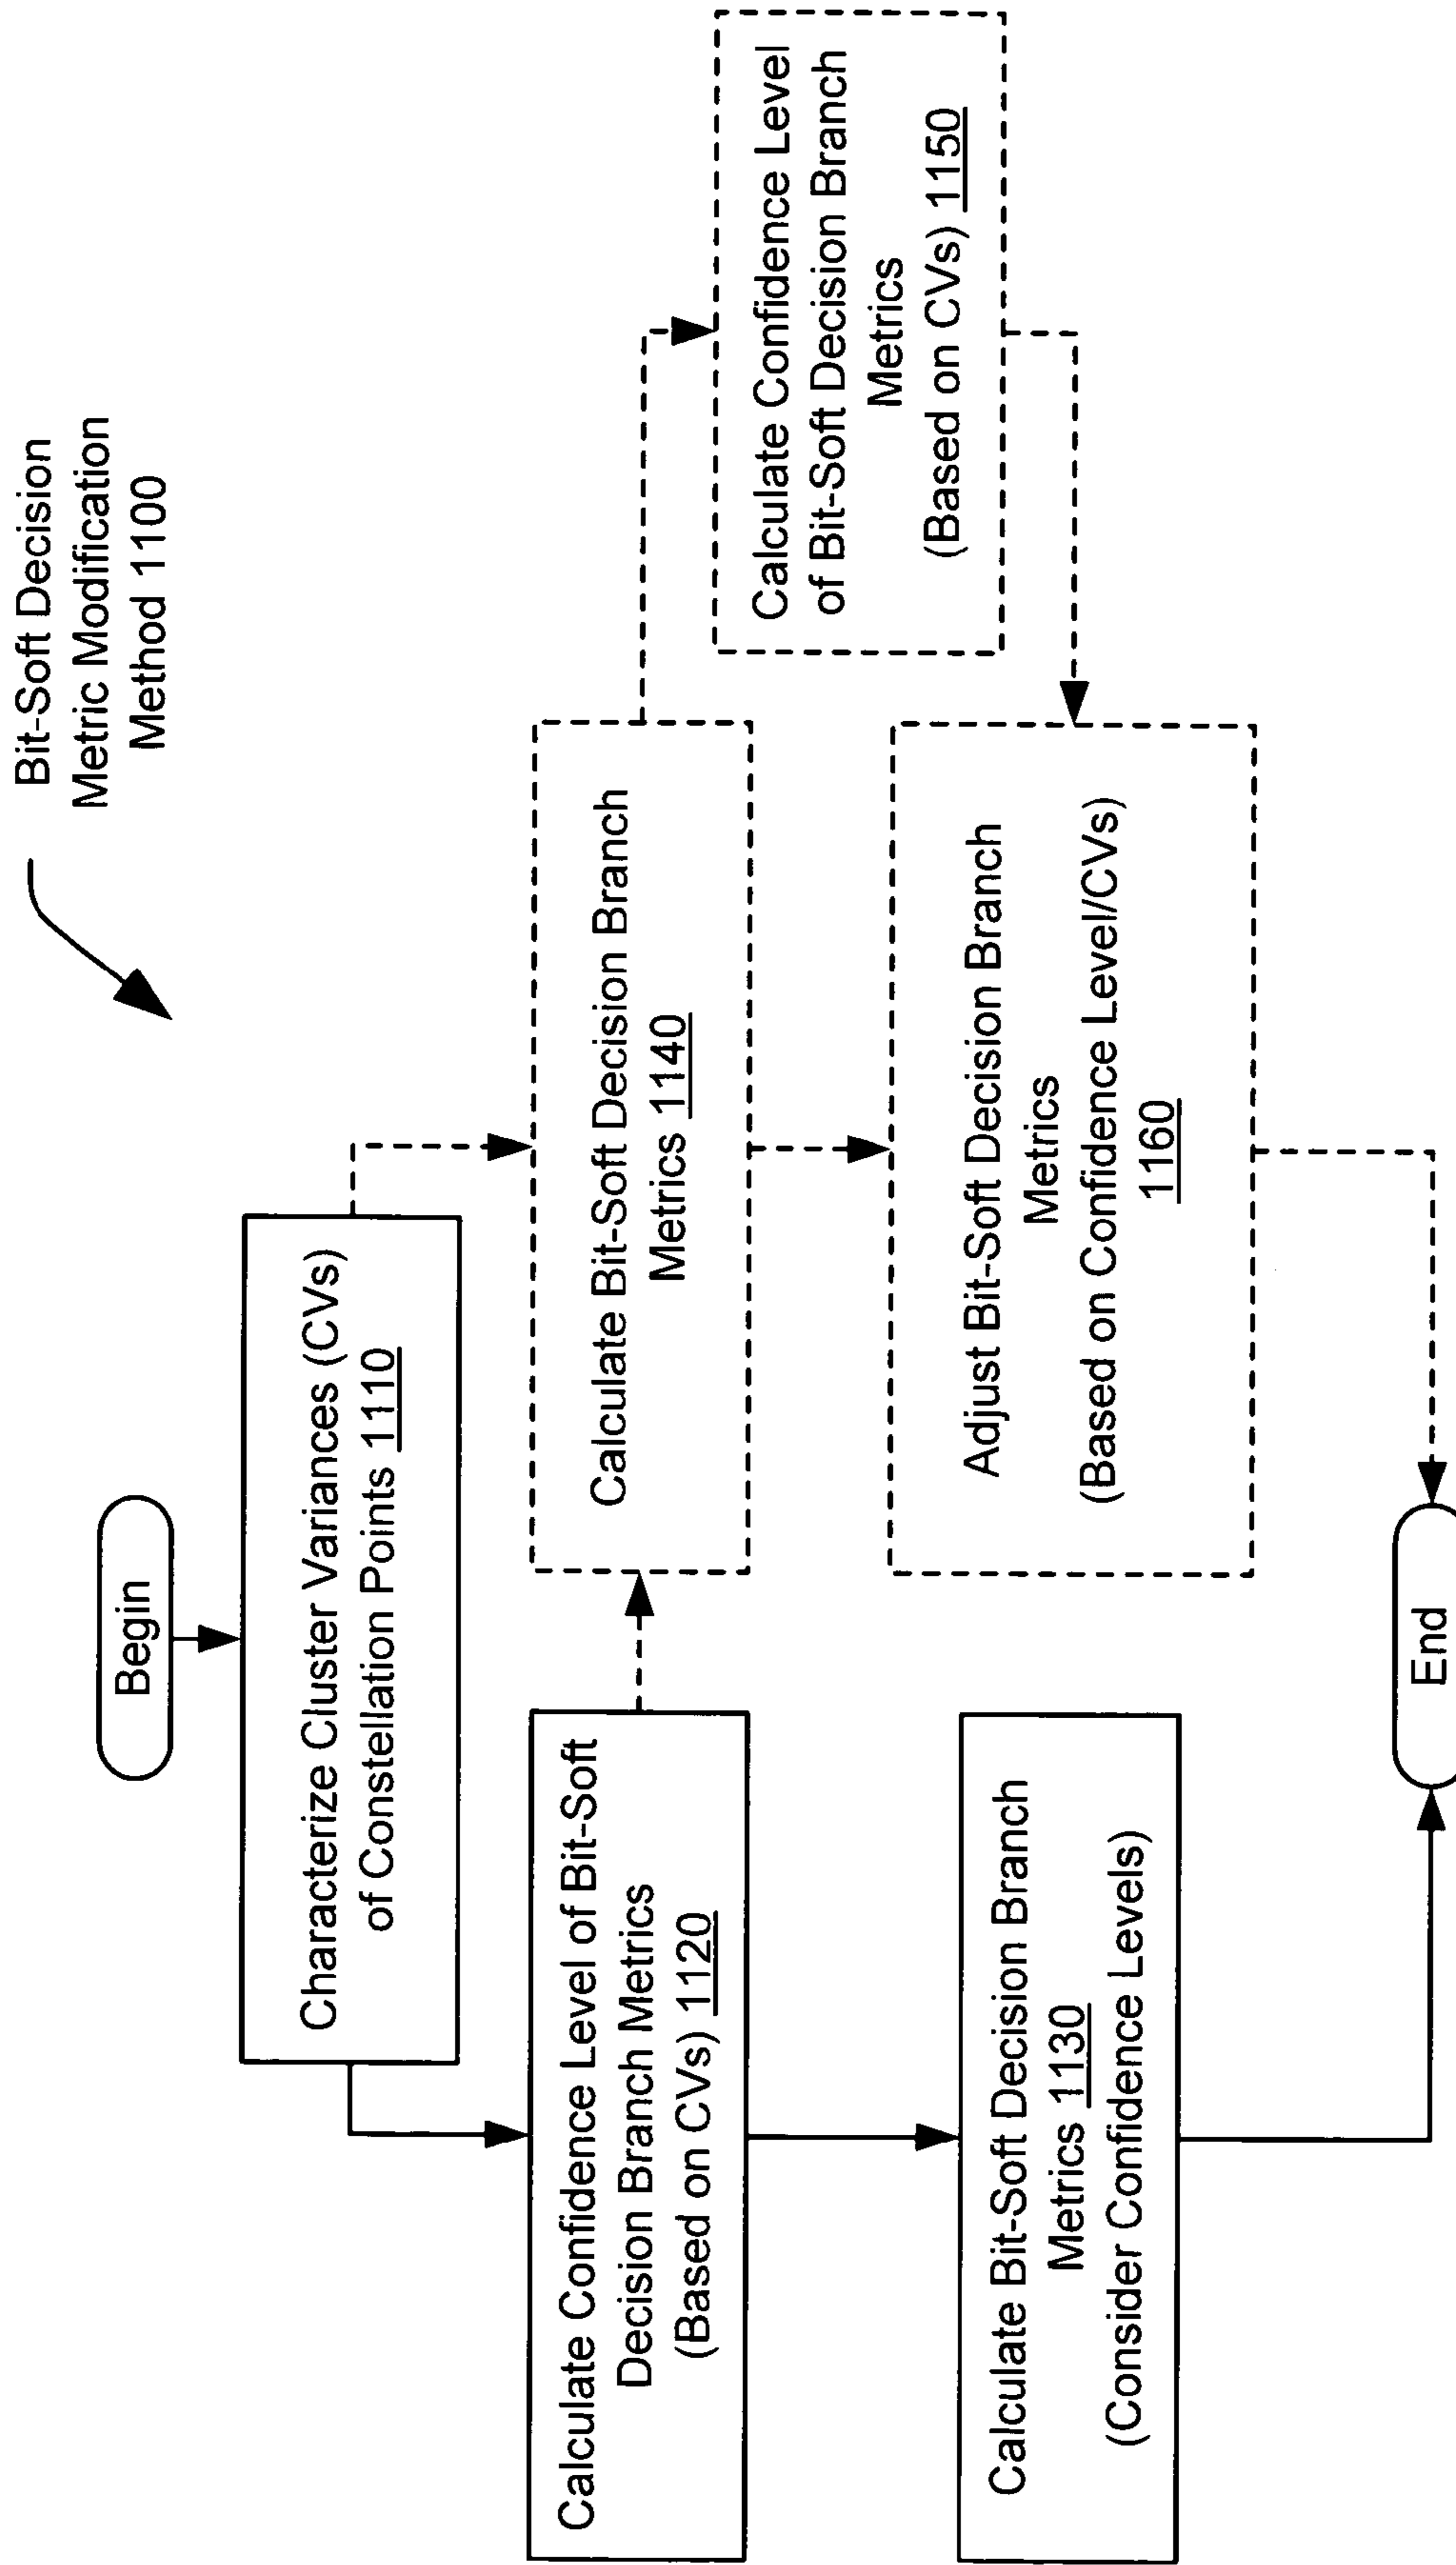 Bit-Soft Decision
Metric Modification
Method 1100
Begin
Characterize Cluster Variances (CVs)
of Constellation Points 1110
Calculate Confidence Level of Bit-Soft
Decision Branch Metrics
(Based on CVs) 1120
Calculate Bit-Soft Decision Branch
Metrics 1130
(Consider Confidence Levels)
Calculate Bit-Soft Decision Branch
Metrics 1140
Calculate Confidence Level
of Bit-Soft Decision Branch
Metrics
(Based on CVs) 1150
Adjust Bit-Soft Decision Branch
Metrics
(Based on Confidence Level/CVs)
1160
End